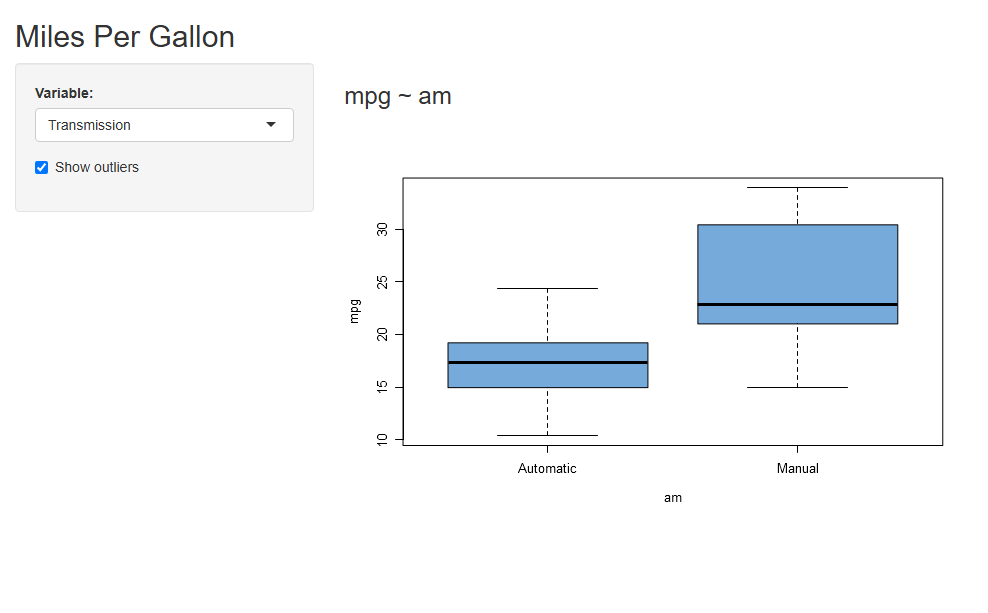 Miles Per Gallon
Variable:
Transmission
Show outliers
mpg ~ am
30
25
20
15
10
mpg
Automatic
Manual
am